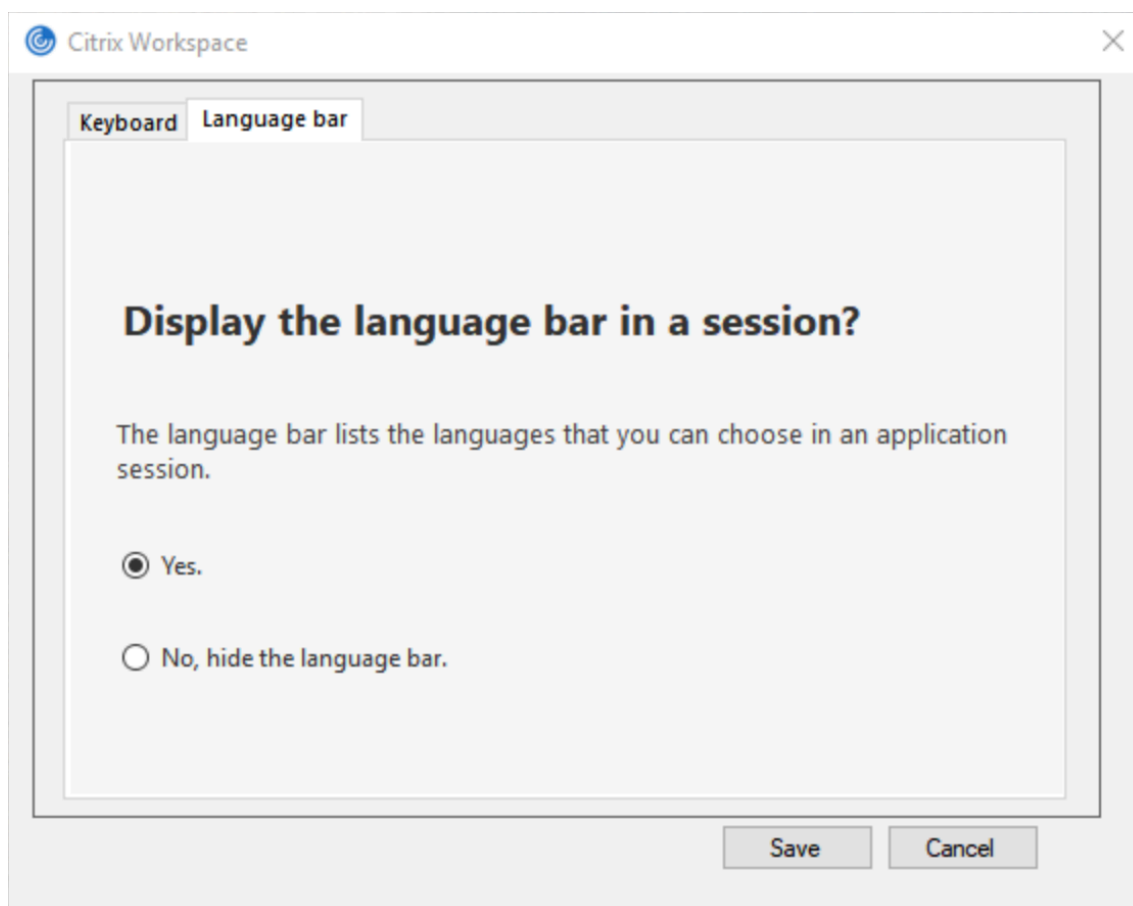 Citrix Workspace
Keyboard
Language bar
Display the language bar in a session?
The language bar lists the languages that you can choose in an application
session.
Yes.
No, hide the language bar.
Save
Cancel